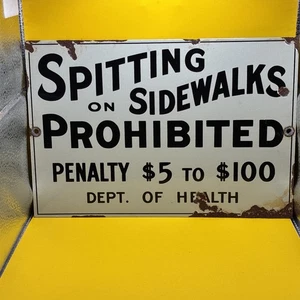 SPITTING
ON SIDEWALKS
PROHIBITED
PENALTY $5 TO $100
DEPT. OF HEALTH